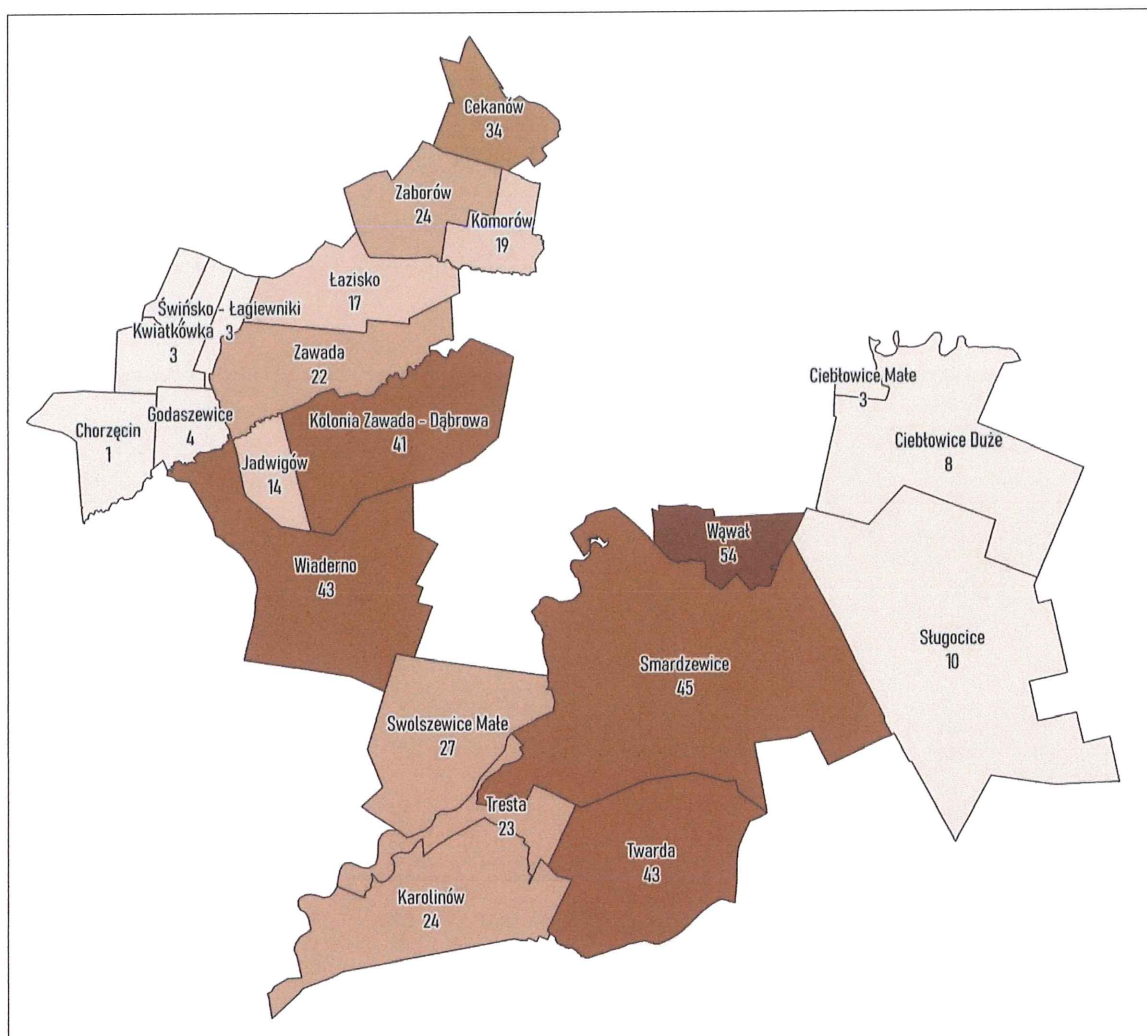 Cekanów
34
Zaborów
24
Komorów
19
Łazisko
17
Świńsko - Łagiewniki
3
Kwiatkówka
3
Zawada
22
Ciebłowice Małe
3
Kolonia Zawada - Dąbrowa
41
Godaszewice
4
Chorzęcin
1
Ciebłowice Duże
8
Jadwigów
14
Wąwał
54
Wiaderno
43
Sługocice
10
Smardzewice
45
Swolszewice Małe
27
Tresta
23
Twarda
43
Karolinów
24